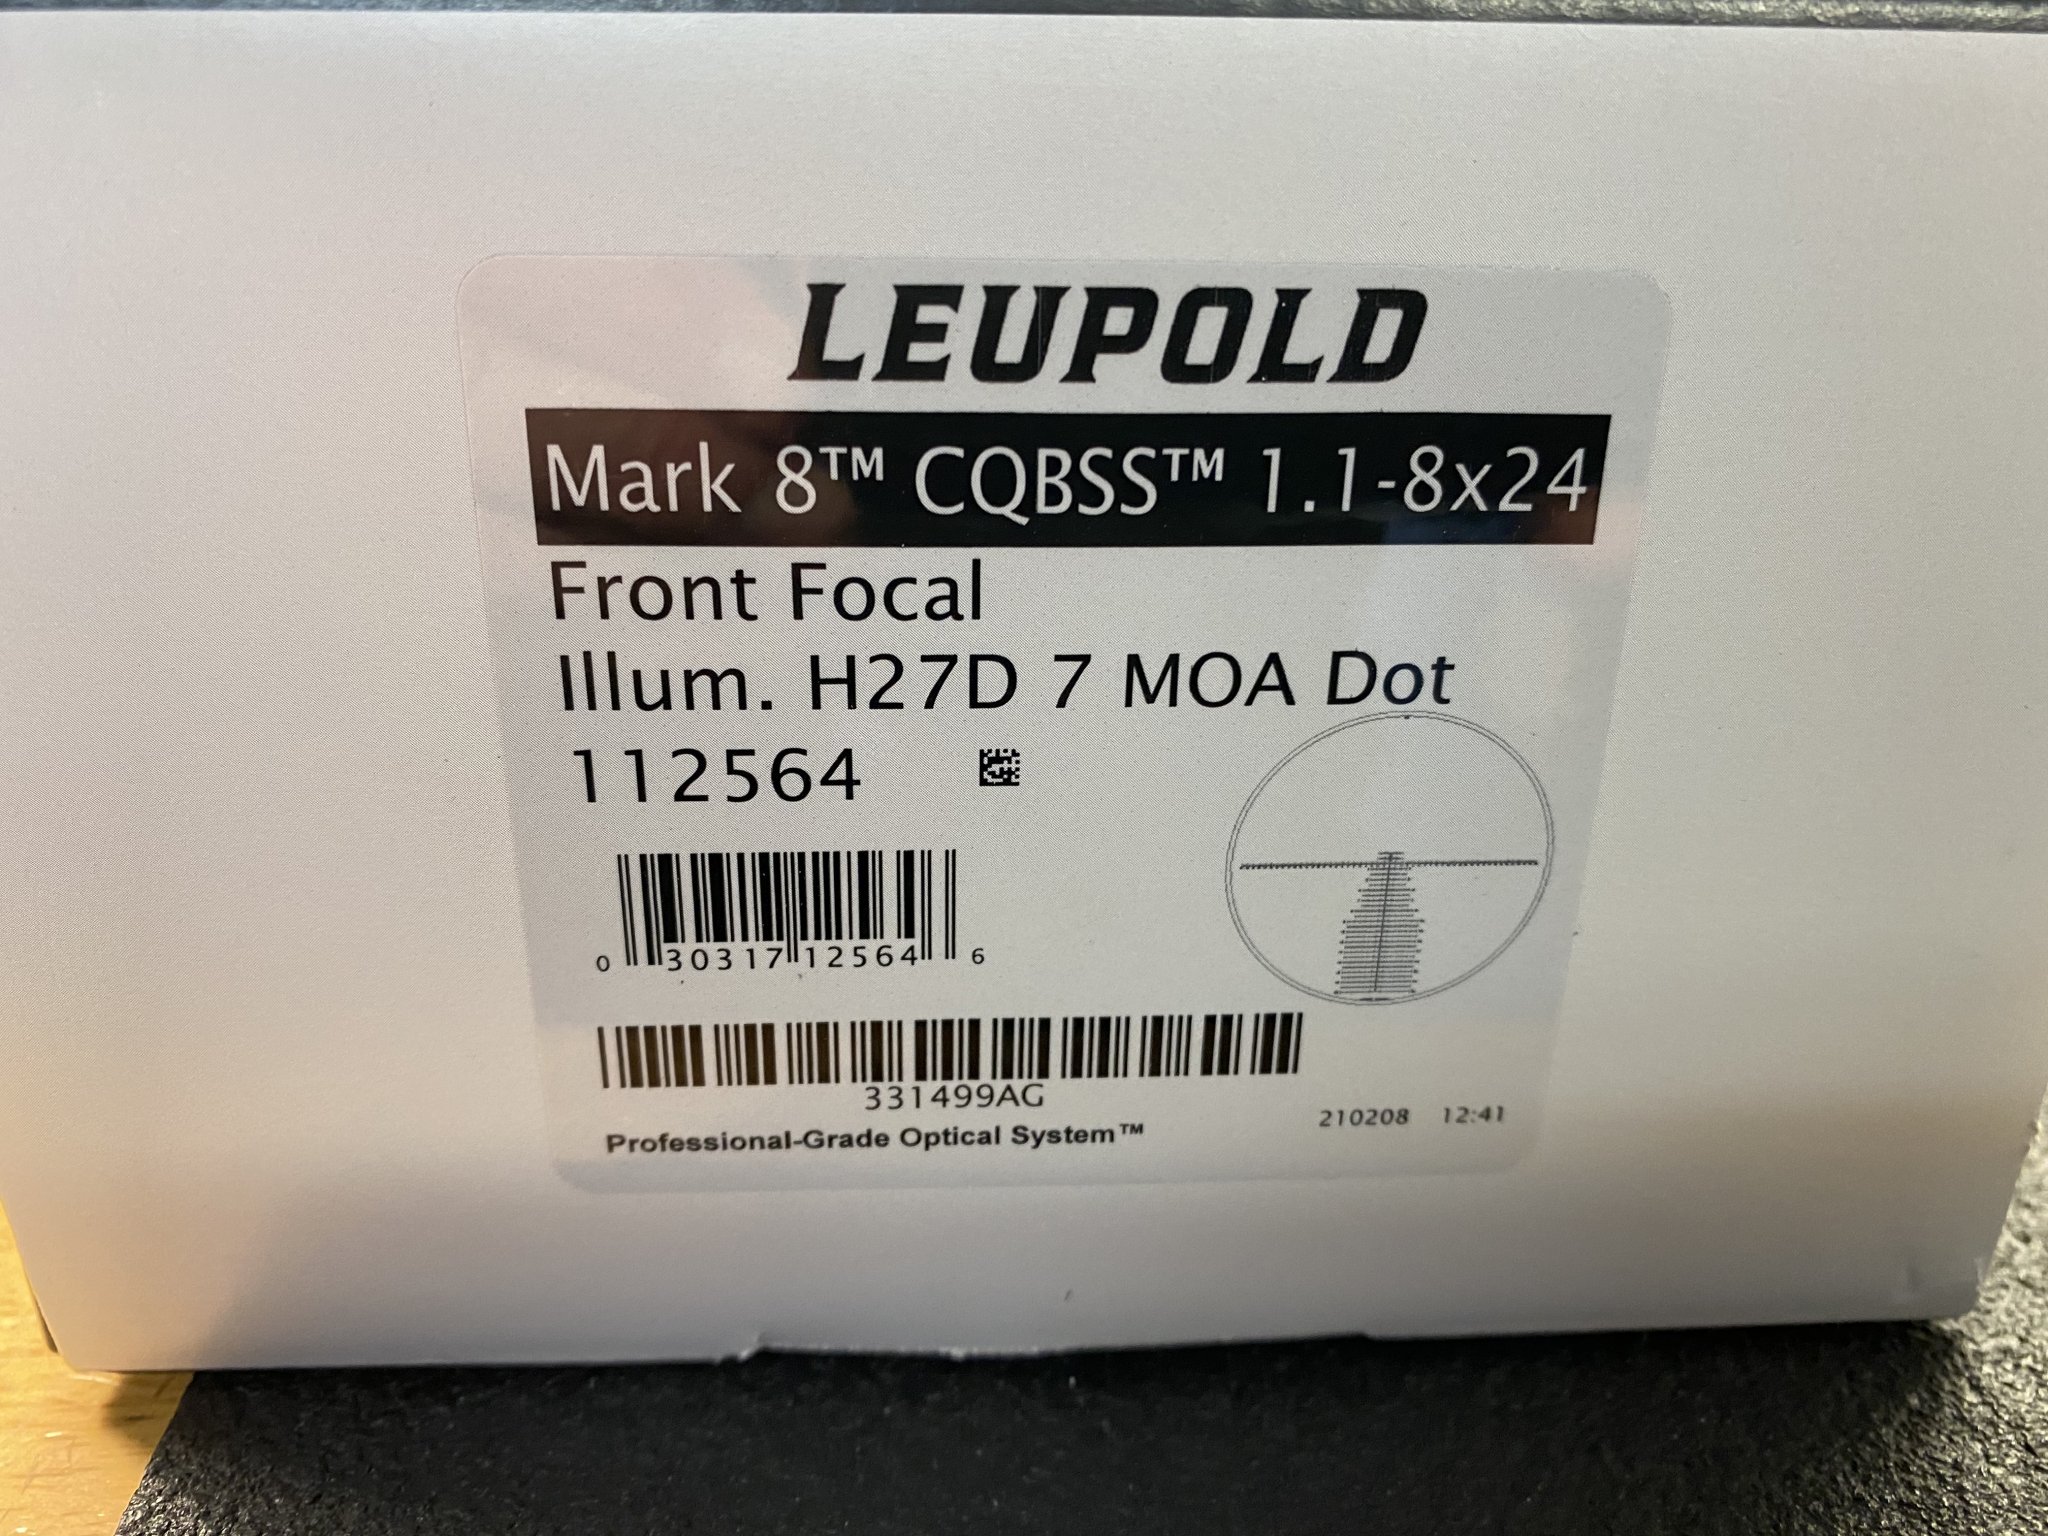 LEUPOLD
Mark 8™ CQBSS™ 1.1-8x24
Front Focal
Illum. H27D 7 MOA Dot
112564
0 30317 12564 6
331499AG
Professional-Grade Optical System™
210208 12:41